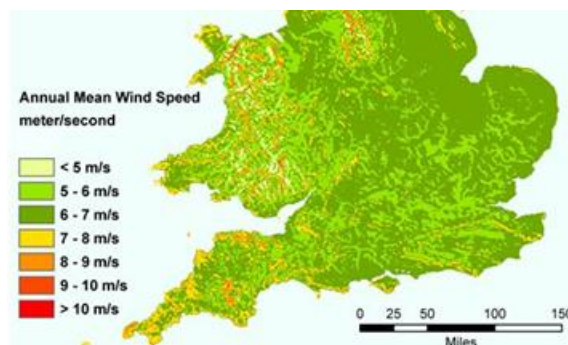 Annual Mean Wind Speed
meter/second
< 5 m/s
5 - 6 m/s
6 - 7 m/s
7 - 8 m/s
8 - 9 m/s
9 - 10 m/s
> 10 m/s
0 25 50 100 150
Miles